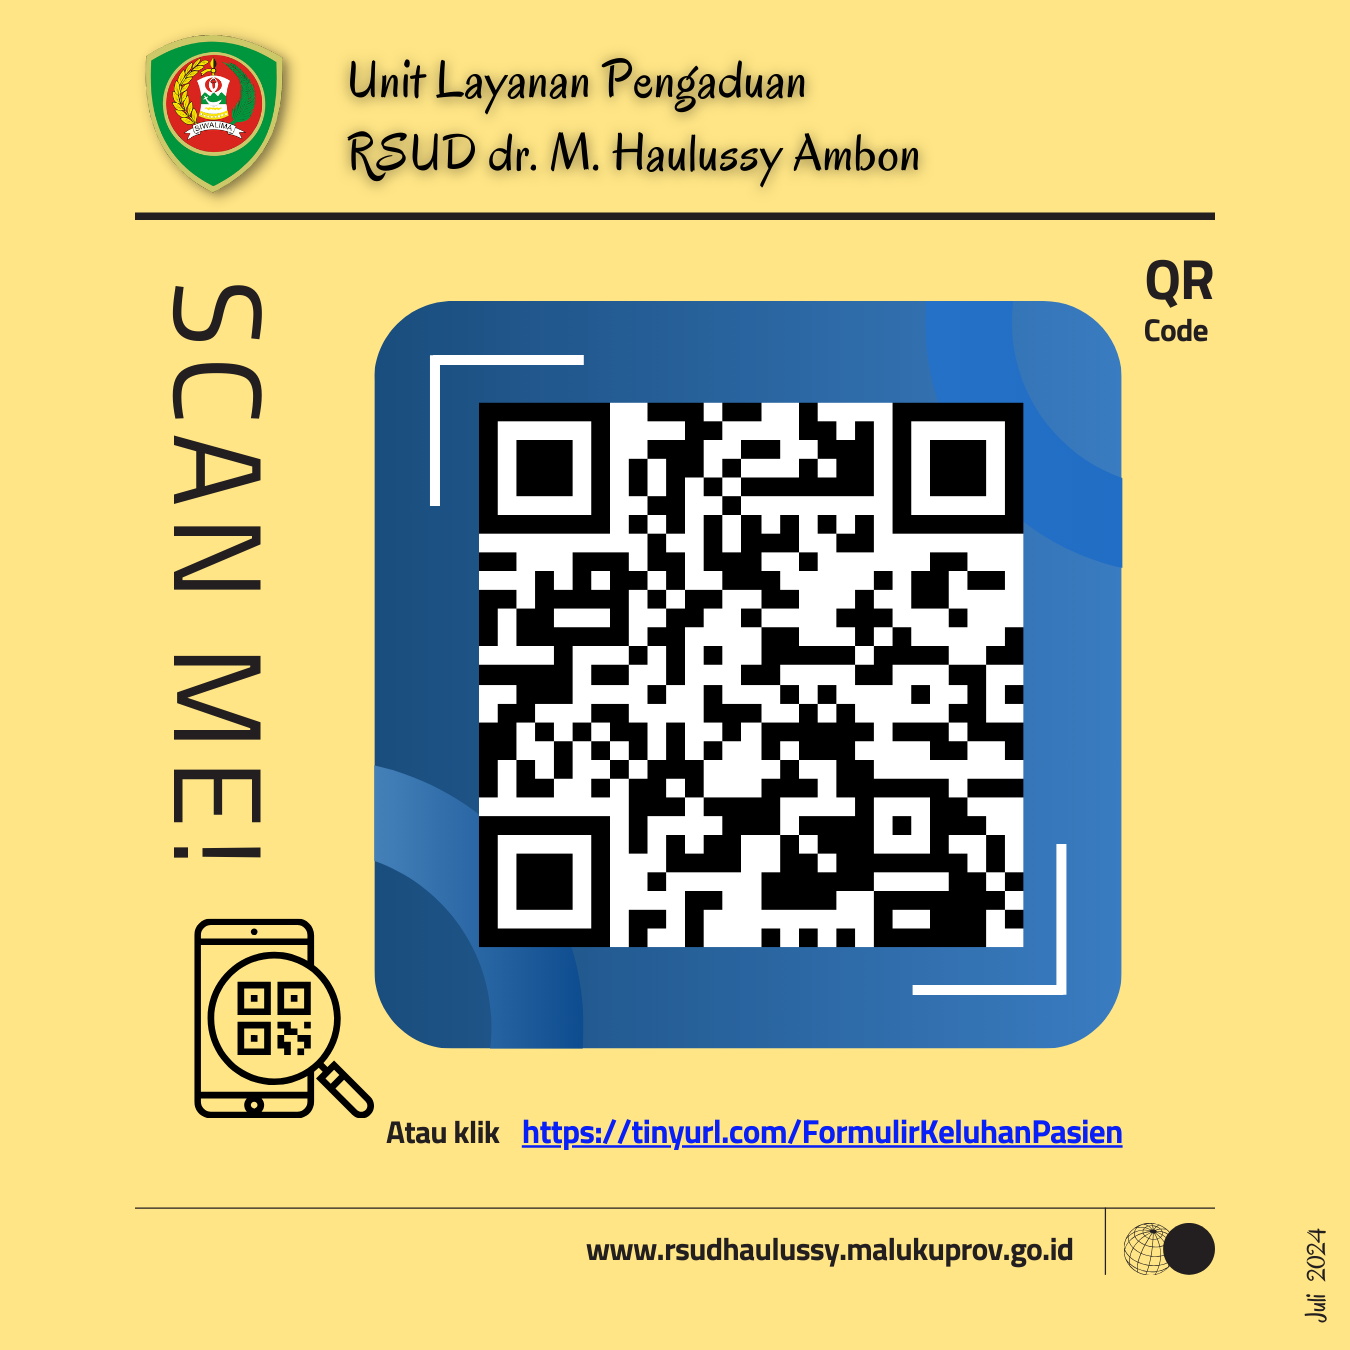 SIWALIMA
Unit Layanan Pengaduan
RSUD dr. M. Haulussy Ambon
QR
Code
SCAN ME!
Atau klik https://tinyurl.com/FormulirKeluhanPasien
www.rsudhaulussy.malukuprov.go.id
Juli 2024